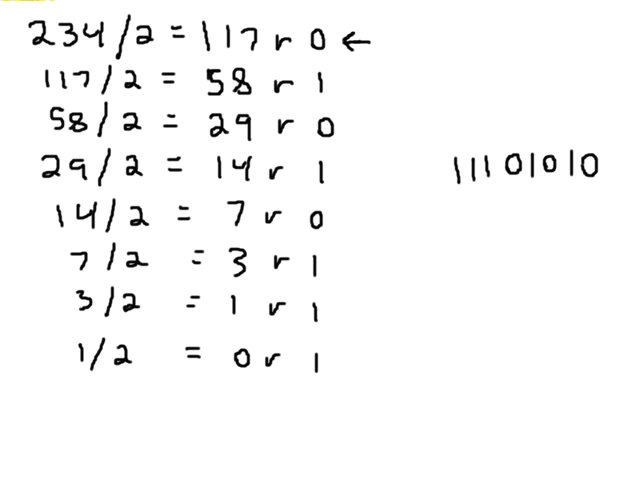 234/2 = 117 r 0 ←
117/2 = 58 r 1
58/2 = 29 r 0
29/2 = 14 r 1 11101010
14/2 = 7 r 0
7/2 = 3 r 1
3/2 = 1 r 1
1/2 = 0 r 1